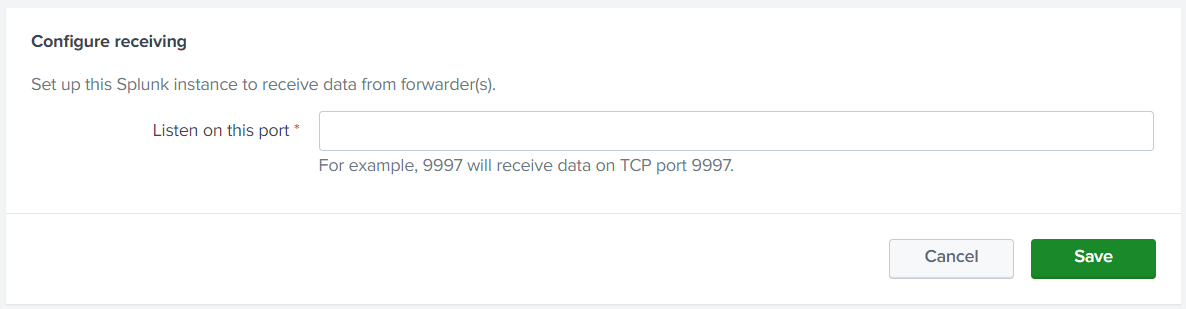 Configure receiving
Set up this Splunk instance to receive data from forwarder(s).
Listen on this port *
For example, 9997 will receive data on TCP port 9997.
Cancel
Save